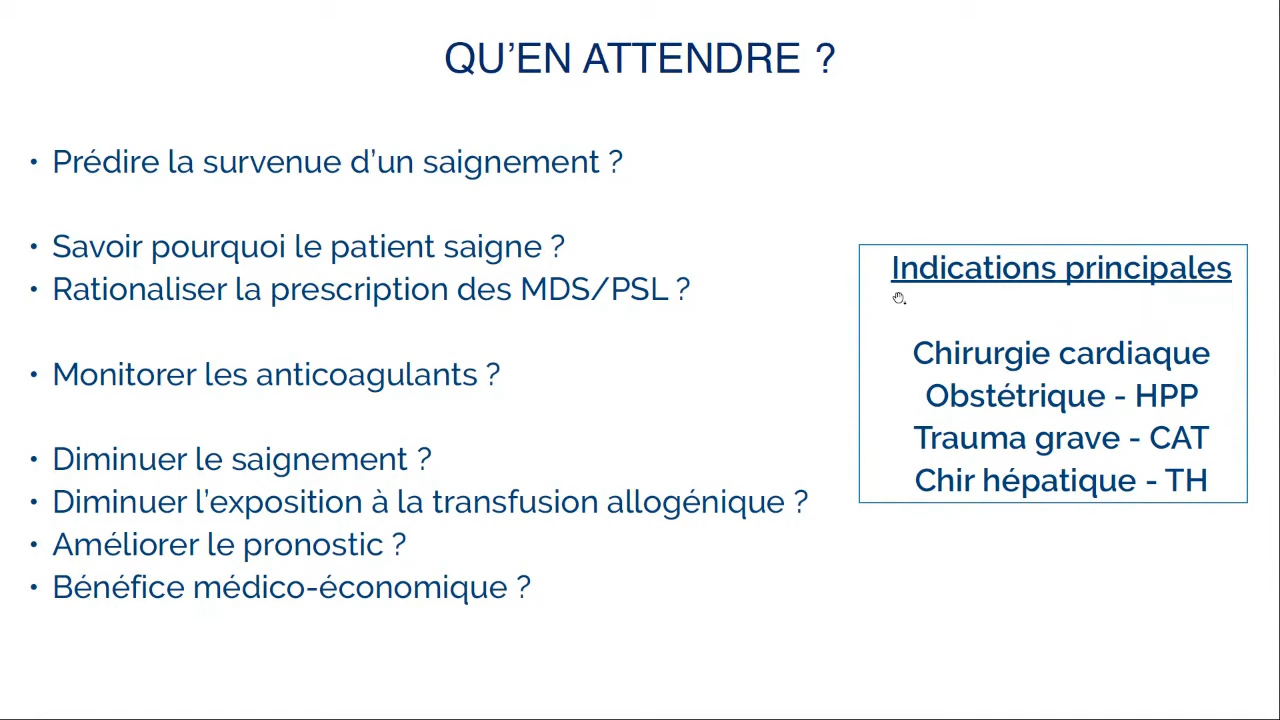 QU’EN ATTENDRE ?
• Prédire la survenue d’un saignement ?
• Savoir pourquoi le patient saigne ?
• Rationaliser la prescription des MDS/PSL ?
• Monitorer les anticoagulants ?
• Diminuer le saignement ?
• Diminuer l’exposition à la transfusion allogénique ?
• Améliorer le pronostic ?
• Bénéfice médico-économique ?
Indications principales
Chirurgie cardiaque
Obstétrique - HPP
Trauma grave - CAT
Chir hépatique - TH